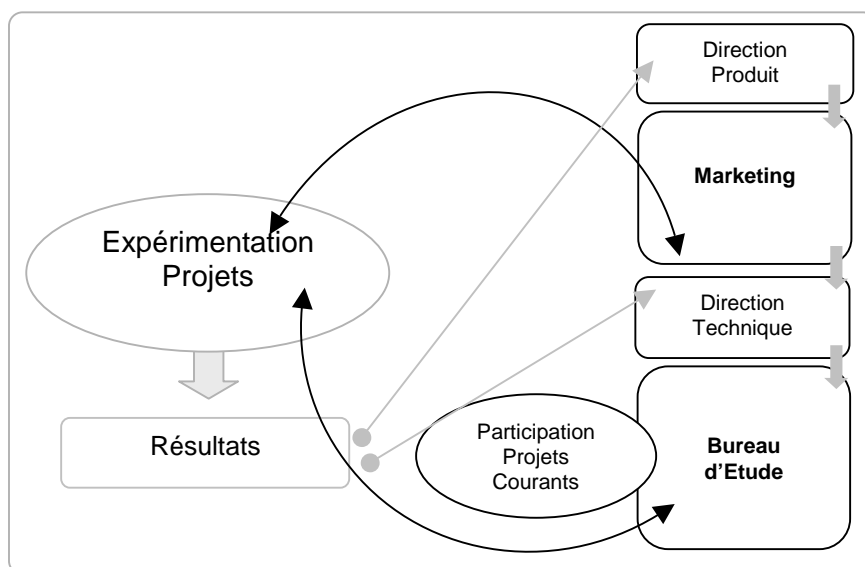 Direction
Produit
Marketing
Expérimentation
Projets
Direction
Technique
Résultats
Participation
Projets
Courants
Bureau
d’Etude